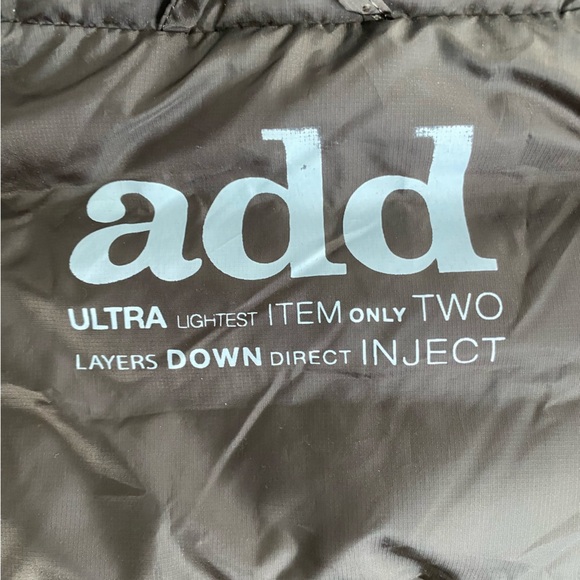 add
ULTRA LIGHTEST ITEM ONLY TWO
LAYERS DOWN DIRECT INJECT